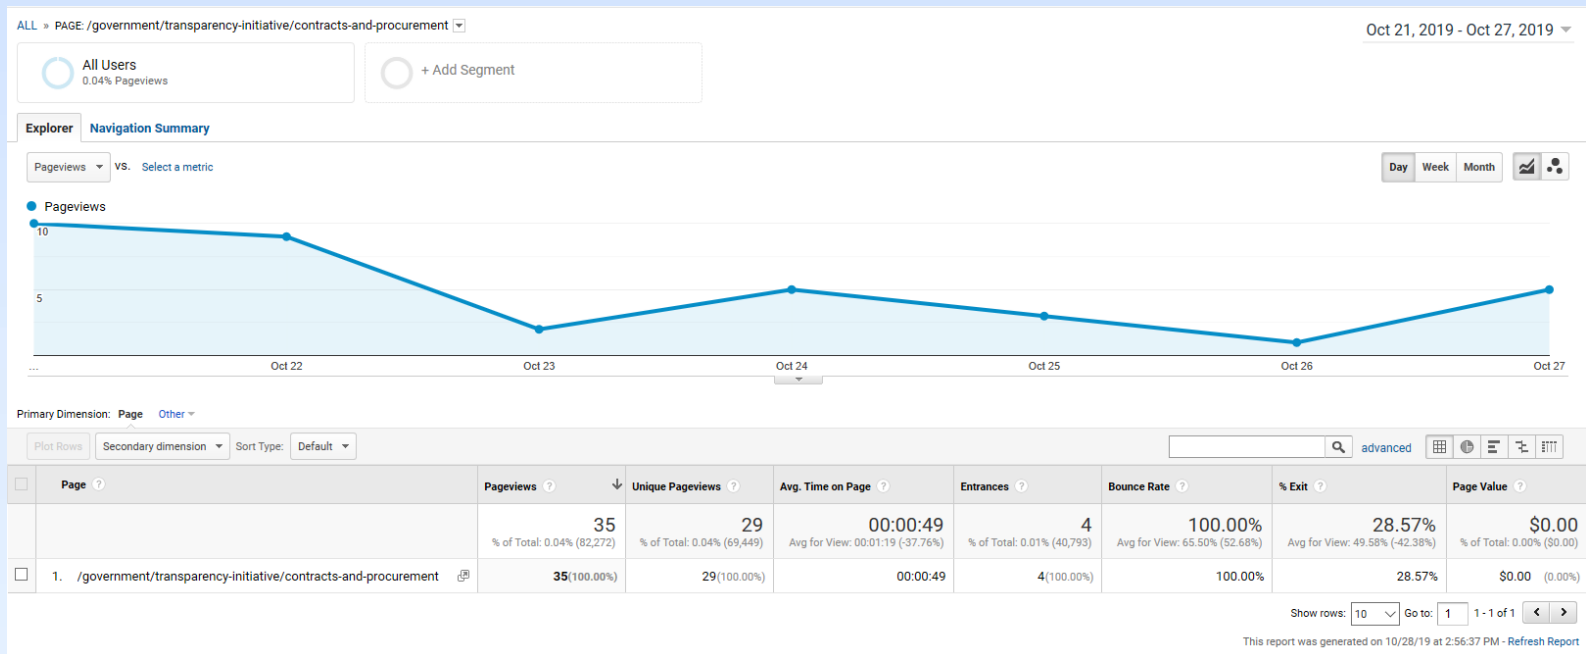 ALL » PAGE: /government/transparency-initiative/contracts-and-procurement
Oct 21, 2019 - Oct 27, 2019
All Users
0.04% Pageviews
+ Add Segment
Explorer Navigation Summary
Pageviews VS. Select a metric
Day Week Month
Pageviews
10
5
... Oct 22 Oct 23 Oct 24 Oct 25 Oct 26 Oct 27
Primary Dimension: Page Other
Plot Rows Secondary dimension Sort Type: Default advanced
Page ? Pageviews ? Unique Pageviews ? Avg. Time on Page ? Entrances ? Bounce Rate ? % Exit ? Page Value ?
35 29 00:00:49 4 100.00% 28.57% $0.00
% of Total: 0.04% (82,272) % of Total: 0.04% (69,449) Avg for View: 00:01:19 (-37.76%) % of Total: 0.01% (40,793) Avg for View: 65.50% (52.68%) Avg for View: 49.58% (-42.38%) % of Total: 0.00% ($0.00)
1. /government/transparency-initiative/contracts-and-procurement 35(100.00%) 29(100.00%) 00:00:49 4(100.00%) 100.00% 28.57% $0.00 (0.00%)
Show rows: 10 Go to: 1 1 - 1 of 1
This report was generated on 10/28/19 at 2:56:37 PM - Refresh Report